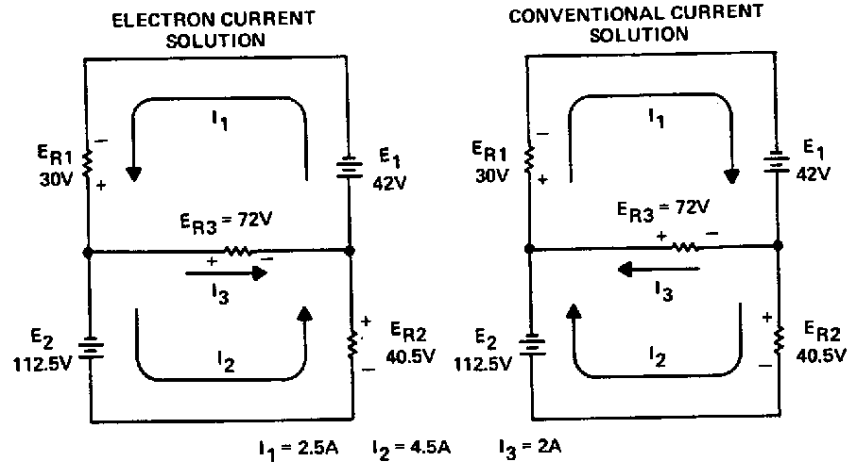 ELECTRON CURRENT
SOLUTION
I1
ER1
30V
−
+
E1
42V
ER3 = 72V
+ −
I3
E2
112.5V
I2
+
−
ER2
40.5V
CONVENTIONAL CURRENT
SOLUTION
I1
ER1
30V
−
+
E1
42V
ER3 = 72V
+ −
I3
E2
112.5V
I2
+
−
ER2
40.5V
I1 = 2.5A I2 = 4.5A I3 = 2A